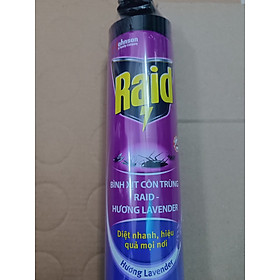 Raid
BÌNH XỊT CÔN TRÙNG
RAID -
HƯƠNG LAVENDER
Diệt nhanh, hiệu
quả mọi nơi
Hương Lavender